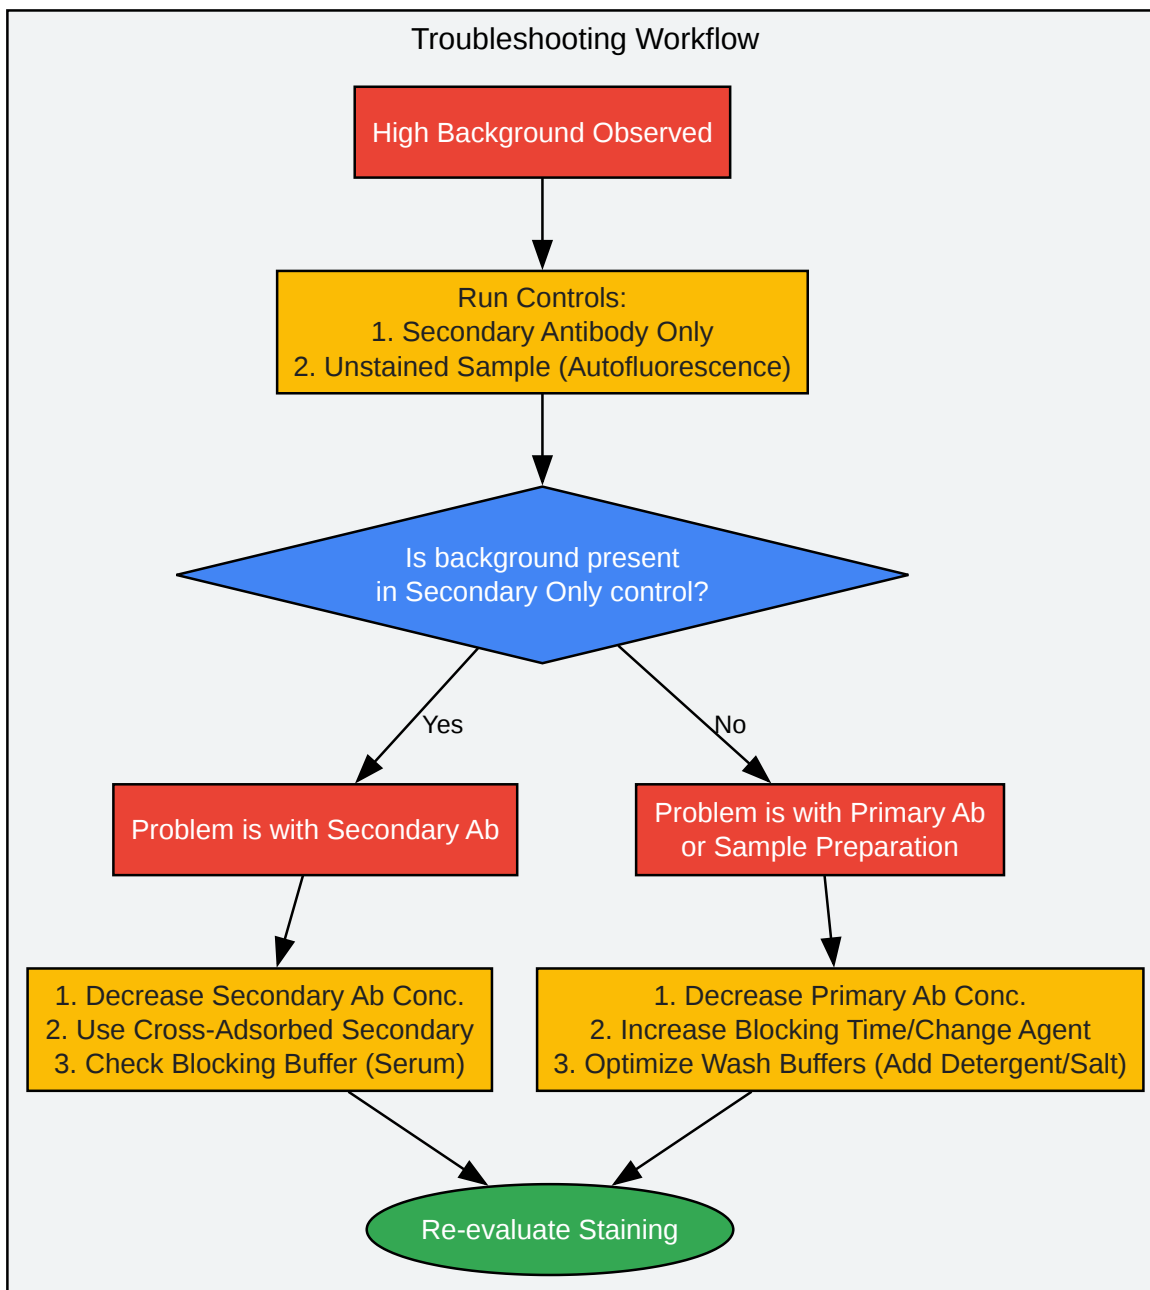 Troubleshooting Workflow
High Background Observed
Run Controls:
1. Secondary Antibody Only
2. Unstained Sample (Autofluorescence)
Is background present
in Secondary Only control?
Yes
No
Problem is with Secondary Ab
Problem is with Primary Ab
or Sample Preparation
1. Decrease Secondary Ab Conc.
2. Use Cross-Adsorbed Secondary
3. Check Blocking Buffer (Serum)
1. Decrease Primary Ab Conc.
2. Increase Blocking Time/Change Agent
3. Optimize Wash Buffers (Add Detergent/Salt)
Re-evaluate Staining